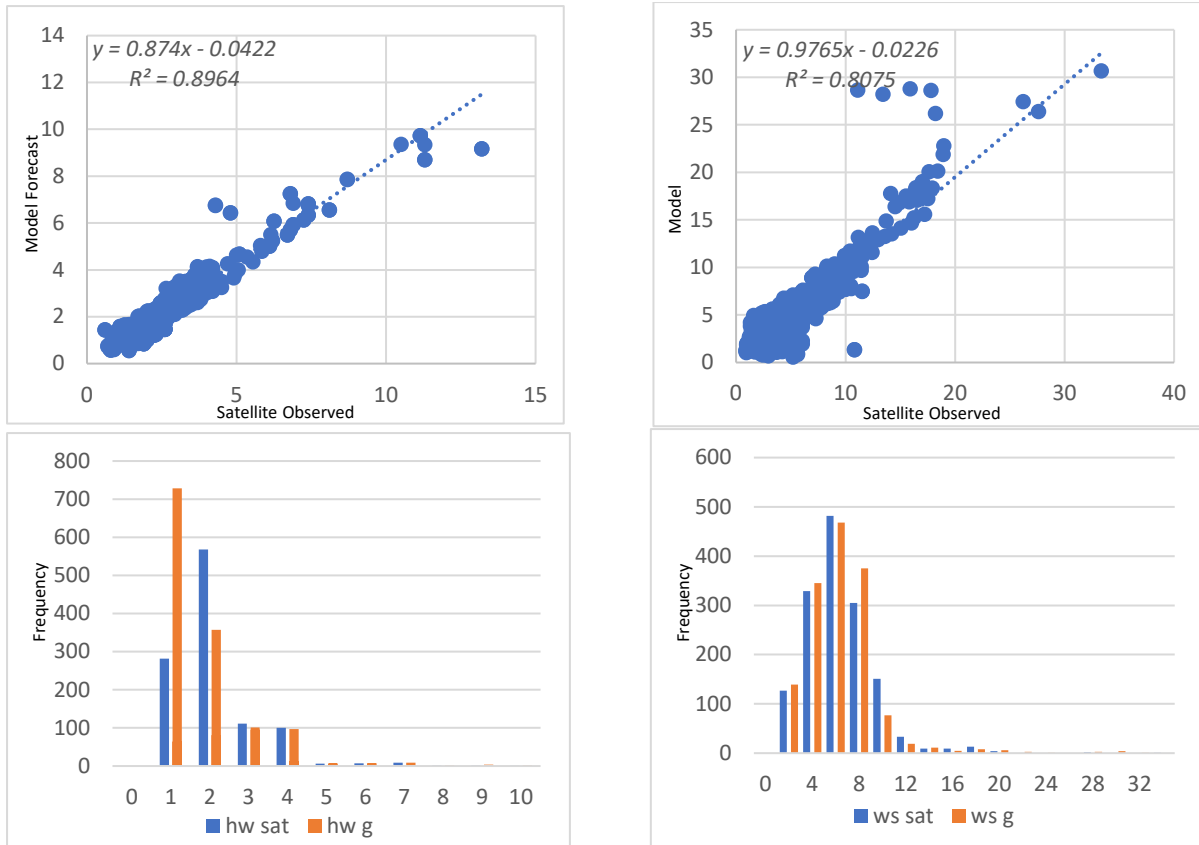 y = 0.874x - 0.0422
R² = 0.8964
14
12
10
8
6
4
2
0
Model Forecast
0 5 10 15
Satellite Observed
y = 0.9765x - 0.0226
R² = 0.8075
35
30
25
20
15
10
5
0
Model
0 10 20 30 40
Satellite Observed
800
700
600
500
400
300
200
100
0
Frequency
0 1 2 3 4 5 6 7 9 10
hw sat hw g
600
500
400
300
200
100
0
Frequency
0 4 6 8 12 16 20 24 28 32
ws sat ws g